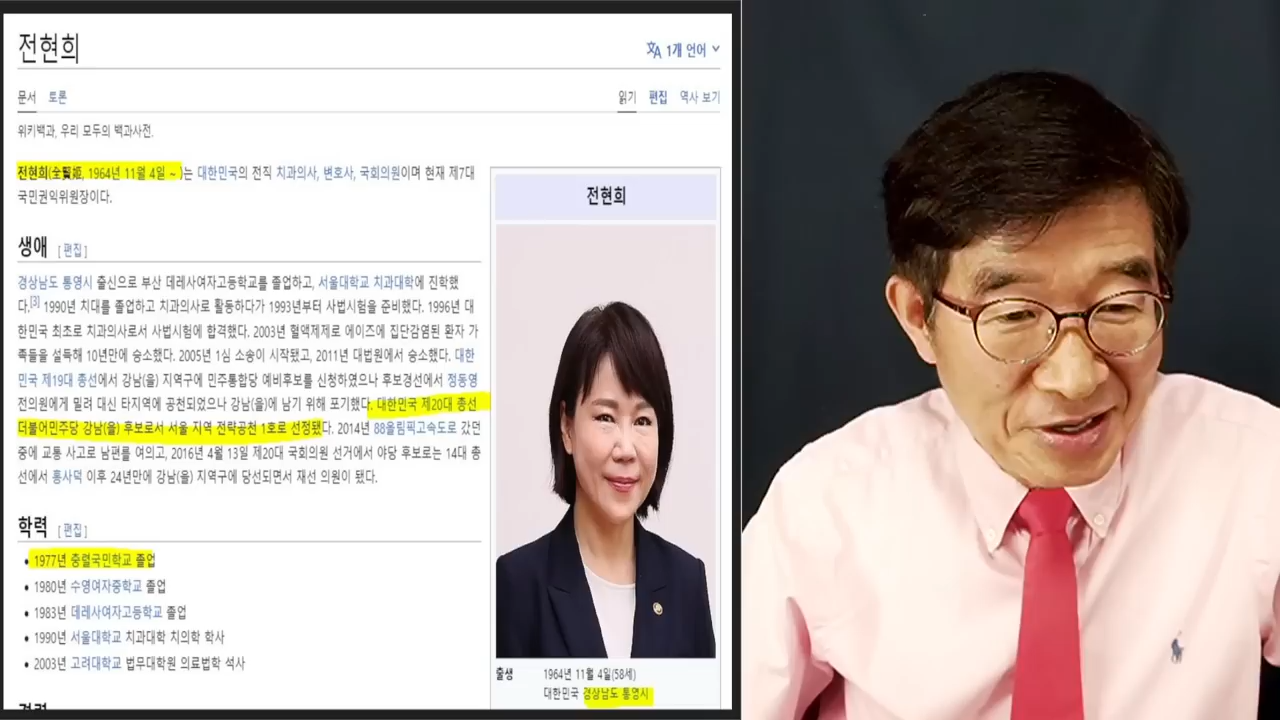 전현희
1개 언어
문서 토론
읽기 편집 역사 보기
위키백과, 우리 모두의 백과사전.
전현희(全賢姬, 1964년 11월 4일 ~ )는 대한민국의 전직 치과의사, 변호사, 국회의원이며 현재 제7대
국민권익위원장이다.
생애 [편집]
경상남도 통영시 출신으로 부산 데레사여자고등학교를 졸업하고, 서울대학교 치과대학에 진학했
다.[3] 1990년 치대를 졸업하고 치과의사로 활동하다가 1993년부터 사법시험을 준비했다. 1996년 대
한민국 최초로 치과의사로서 사법시험에 합격했다. 2003년 혈액제제로 에이즈에 집단감염된 환자 가
족들을 설득해 10년만에 승소했다. 2005년 1심 소송이 시작됐고, 2011년 대법원에서 승소했다. 대한
민국 제19대 총선에서 강남(을) 지역구에 민주통합당 예비후보를 신청하였으나 후보경선에서 정동영
전의원에게 밀려 대신 타지역에 공천되었으나 강남(을)에 남기 위해 포기했다. 대한민국 제20대 총선
더불어민주당 강남(을) 후보로서 서울 지역 전략공천 1호로 선정됐다. 2014년 88올림픽고속도로 갔던
중에 교통 사고로 남편를 여의고, 2016년 4월 13일 제20대 국회의원 선거에서 야당 후보로는 14대 총
선에서 홍사덕 이후 24년만에 강남(을) 지역구에 당선되면서 재선 의원이 됐다.
학력 [편집]
• 1977년 충렬국민학교 졸업
• 1980년 수영여자중학교 졸업
• 1983년 데레사여자고등학교 졸업
• 1990년 서울대학교 치과대학 치의학 학사
• 2003년 고려대학교 법무대학원 의료법학 석사
전현희
출생 1964년 11월 4일(58세)
대한민국 경상남도 통영시